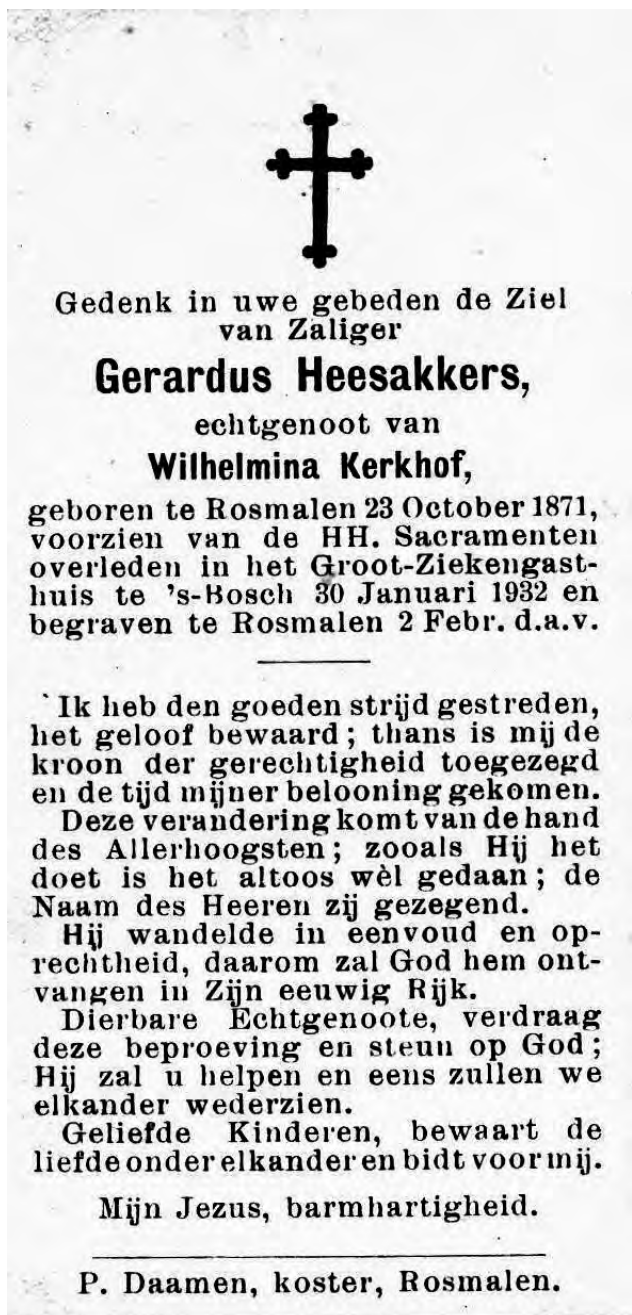 Gedenk in uwe gebeden de Ziel
van Zaliger
Gerardus Heesakkers,
echtgenoot van
Wilhelmina Kerkhof,
geboren te Rosmalen 23 October 1871,
voorzien van de HH. Sacramenten
overleden in het Groot-Ziekengast-
huis te 's-Bosch 30 Januari 1932 en
begraven te Rosmalen 2 Febr. d.a.v.
Ik heb den goeden strijd gestreden,
het geloof bewaard; thans is mij de
kroon der gerechtigheid toegezegd
en de tijd mijner belooning gekomen.
Deze verandering komt van de hand
des Allerhoogsten; zooals Hij het
doet is het altoos wèl gedaan; de
Naam des Heeren zij gezegend.
Hij wandelde in eenvoud en op-
rechtheid, daarom zal God hem ont-
vangen in Zijn eeuwig Rijk.
Dierbare Echtgenoote, verdraag
deze beproeving en steun op God;
Hij zal u helpen en eens zullen we
elkander wederzien.
Geliefde Kinderen, bewaart de
liefde onder elkander en bidt voor mij.
Mijn Jezus, barmhartigheid.
P. Daamen, koster, Rosmalen.